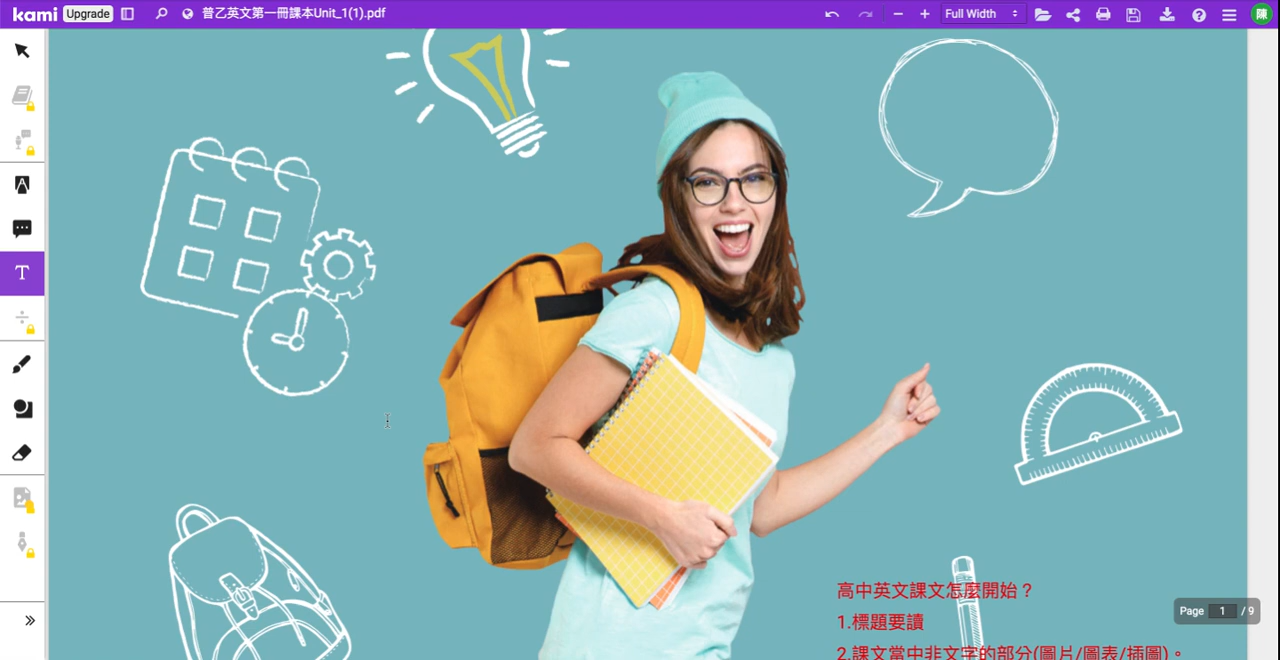 kami Upgrade 普乙英文第一冊課本Unit_1(1).pdf Full Width 陳
T
高中英文課文怎麼開始？
1.標題要讀
Page 1 / 9
2.課文當中非文字的部分(圖片/圖表/插圖)。